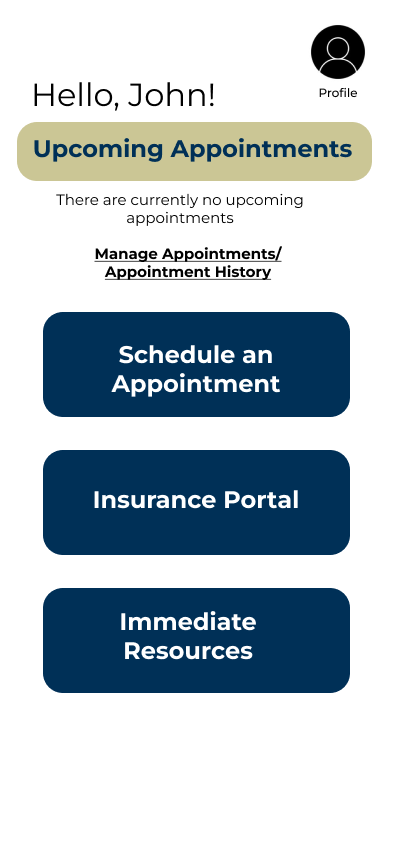 Profile
Hello, John!
Upcoming Appointments
There are currently no upcoming
appointments
Manage Appointments/
Appointment History
Schedule an
Appointment
Insurance Portal
Immediate
Resources